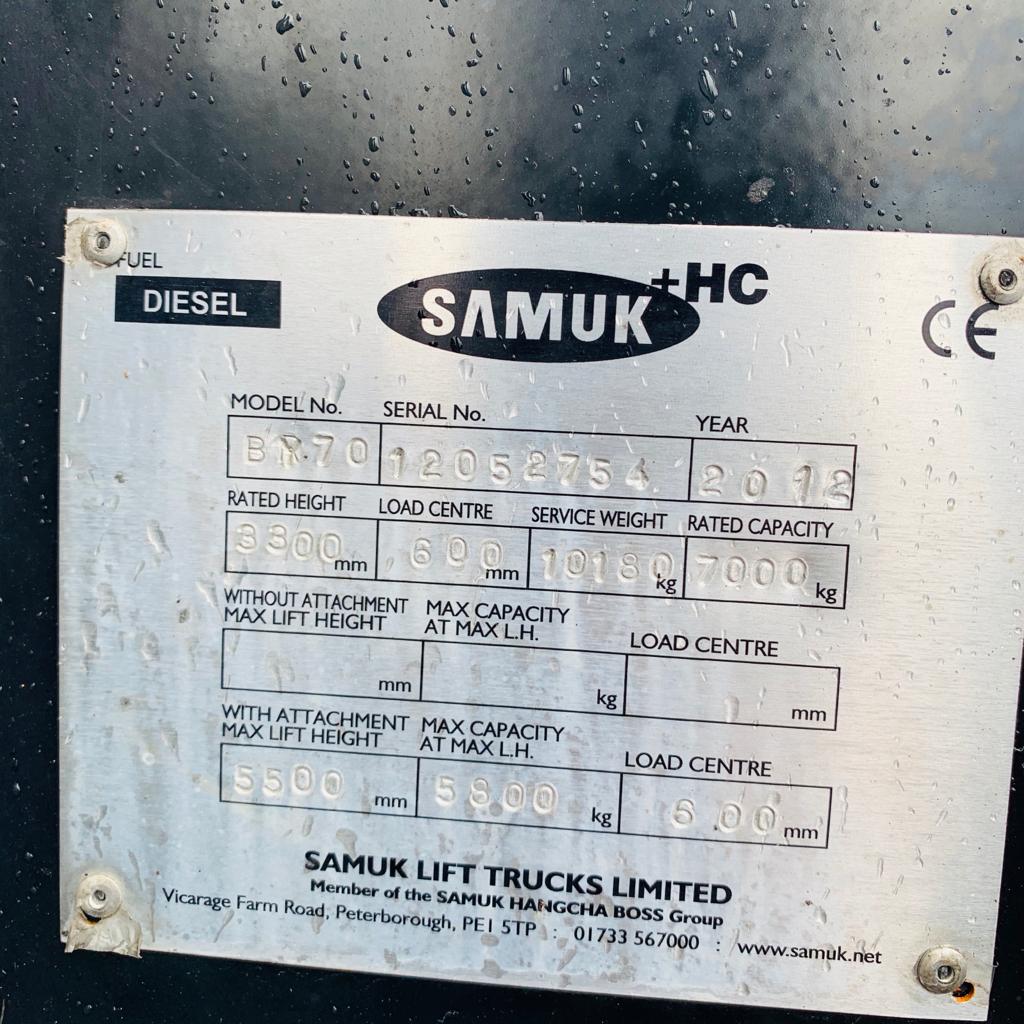 FUEL
DIESEL
SAMUK +HC
CE
MODEL No. SERIAL No. YEAR
BR70 12052754 2012
RATED HEIGHT LOAD CENTRE SERVICE WEIGHT RATED CAPACITY
3300 mm 600 mm 10180 kg 7000 kg
WITHOUT ATTACHMENT MAX CAPACITY
MAX LIFT HEIGHT AT MAX L.H. LOAD CENTRE
mm kg mm
WITH ATTACHMENT MAX CAPACITY
MAX LIFT HEIGHT AT MAX L.H. LOAD CENTRE
5500 mm 5800 kg 600 mm
SAMUK LIFT TRUCKS LIMITED
Member of the SAMUK HANGCHA BOSS Group
Vicarage Farm Road, Peterborough, PE1 5TP : 01733 567000 : www.samuk.net